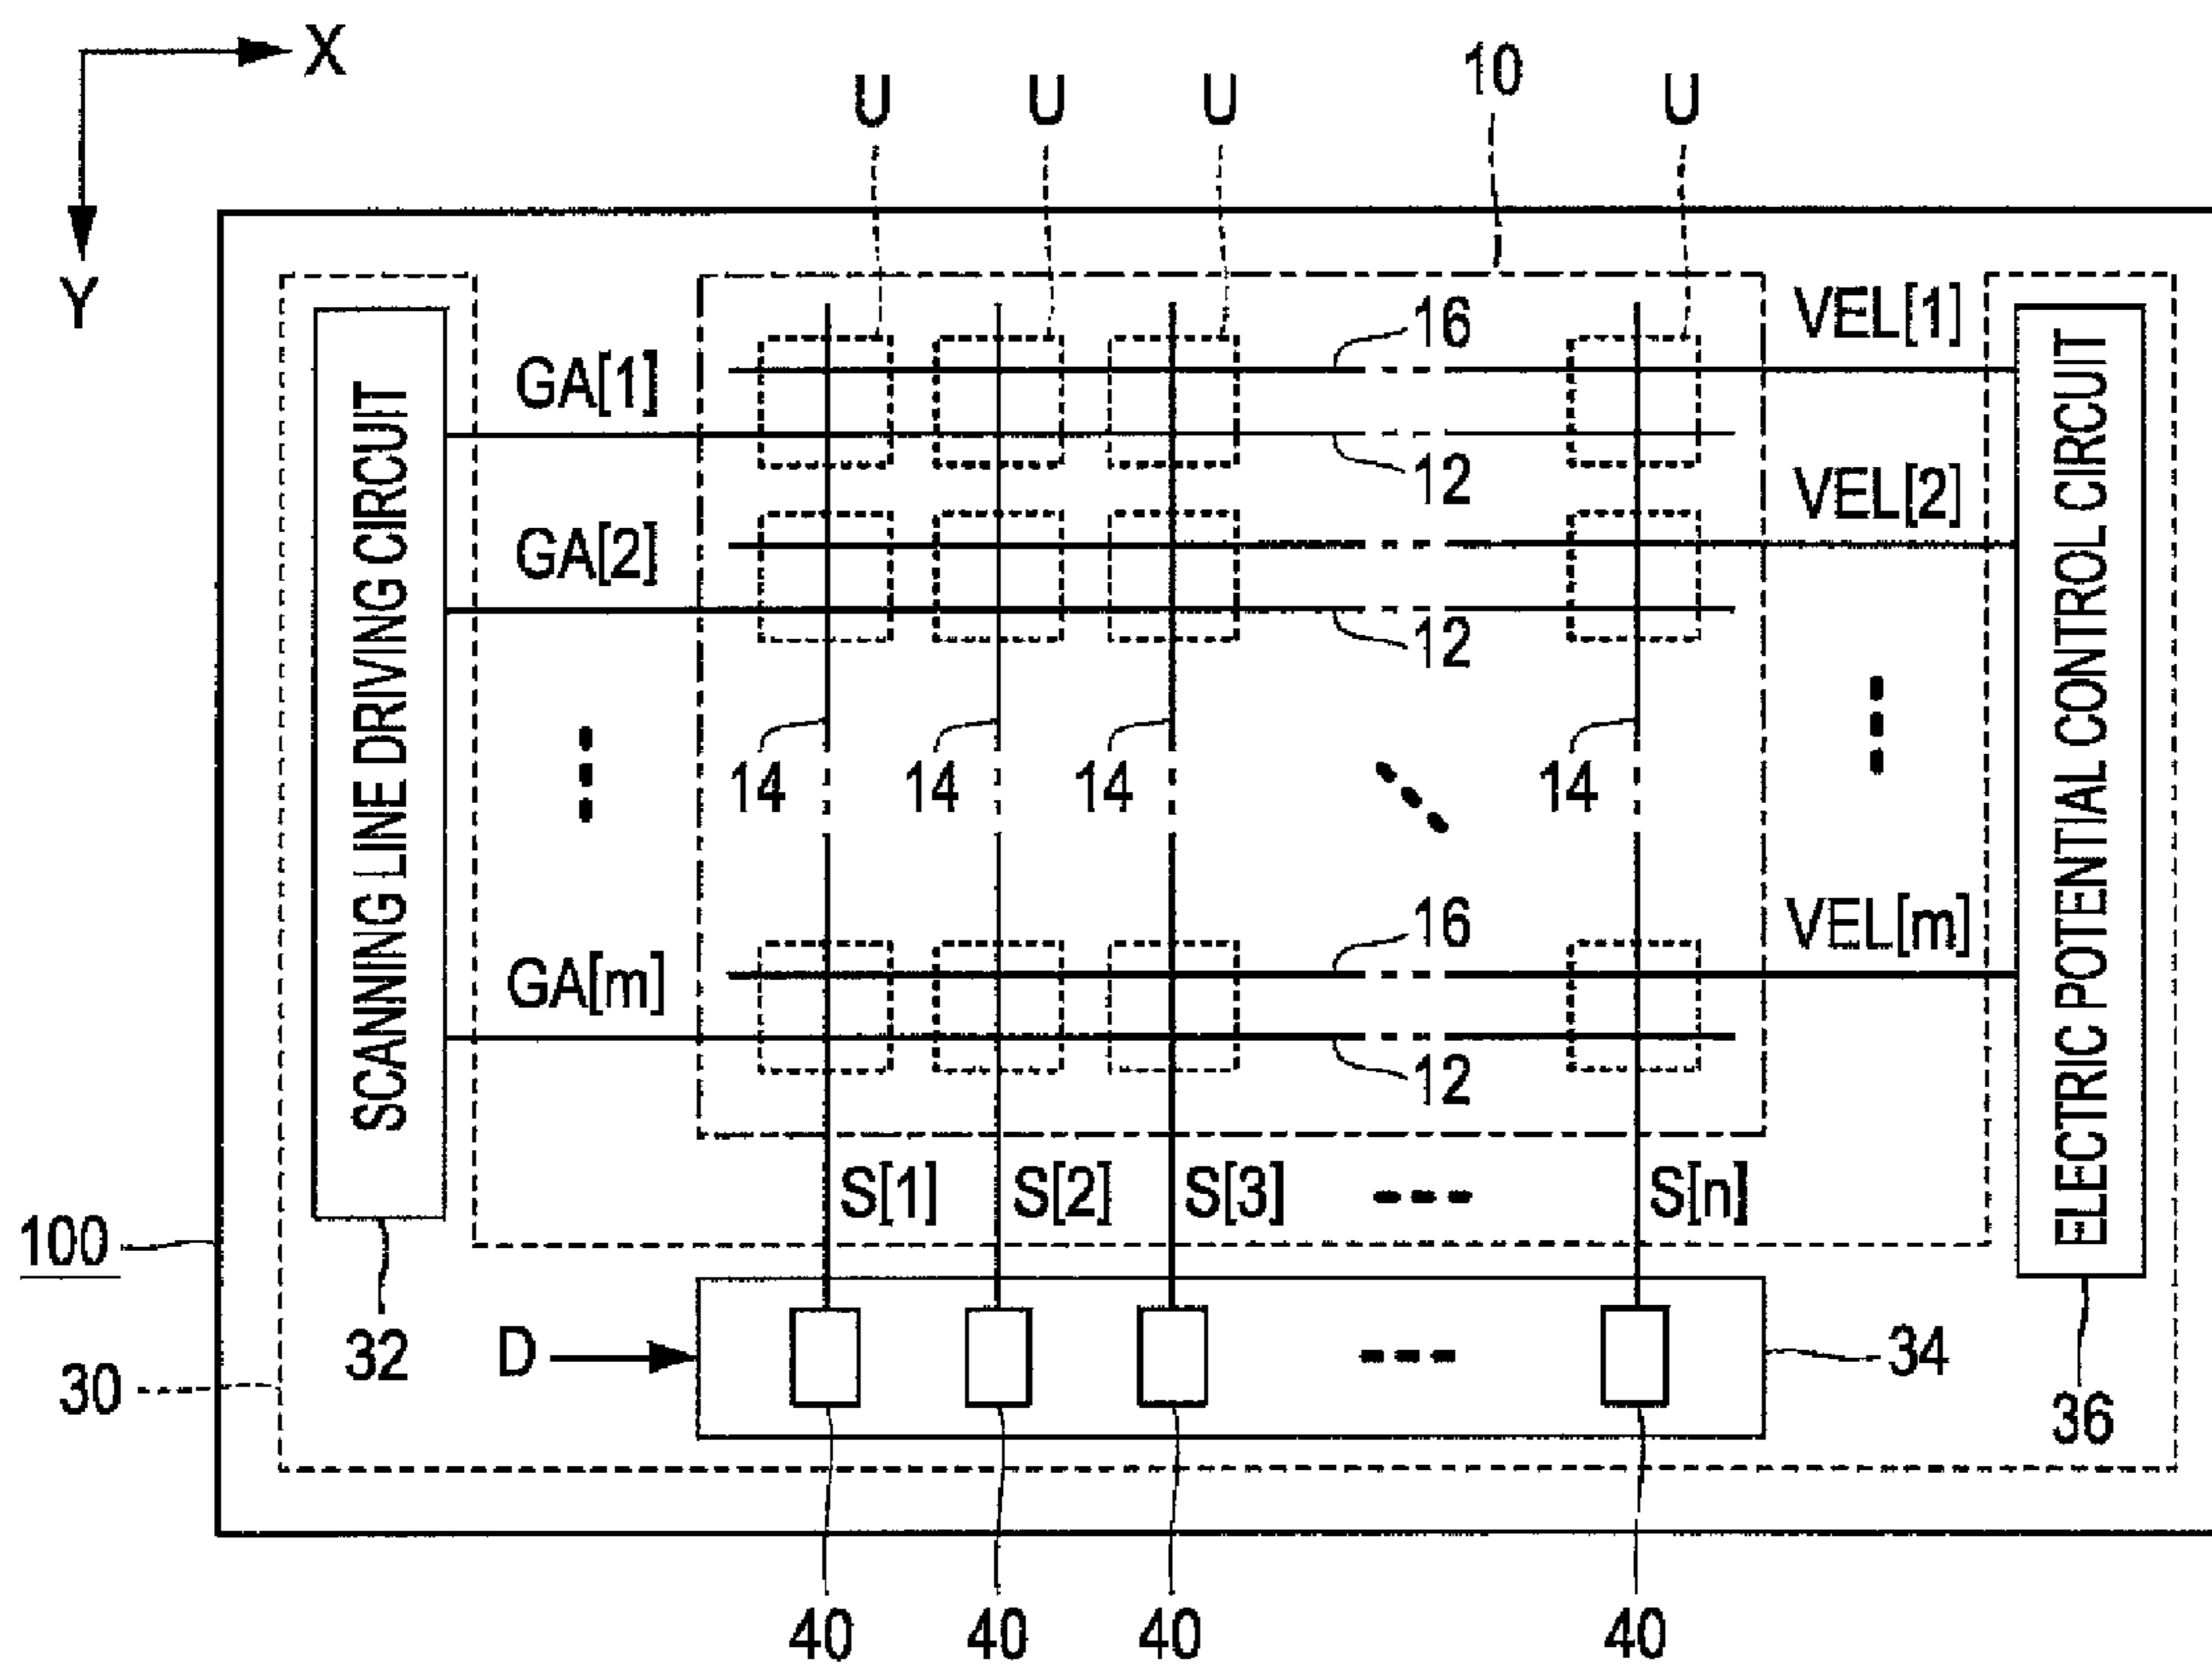 X
10
U U U U
Y
16 VEL[1]
GA[1]
12 VEL[2]
GA[2]
12
14 14 14 14
16 VEL[m]
GA[m]
12
SCANNING LINE DRIVING CIRCUIT
ELECTRIC POTENTIAL CONTROL CIRCUIT
S[1] S[2] S[3] S[n]
100
32 D 34
30
36
40 40 40 40